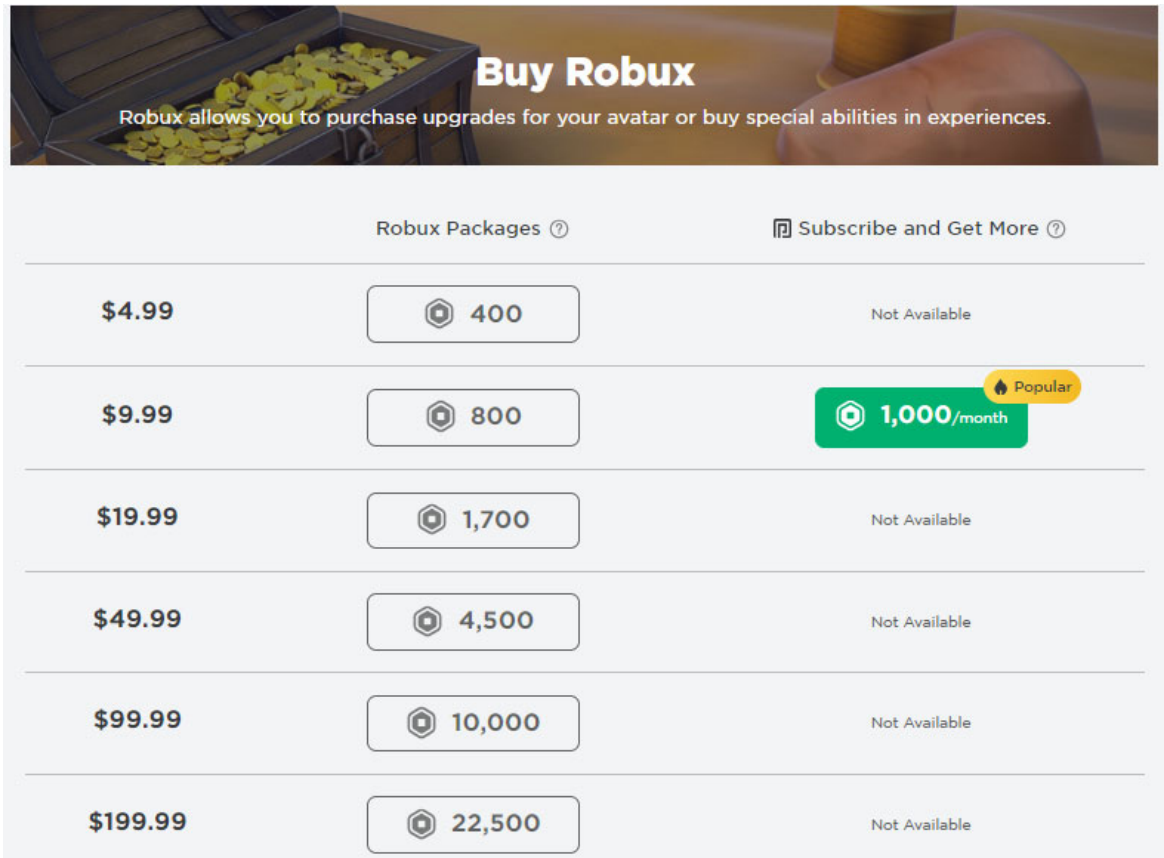 Buy Robux
Robux allows you to purchase upgrades for your avatar or buy special abilities in experiences.
Robux Packages ?
Subscribe and Get More ?
$4.99
400
Not Available
$9.99
800
Popular
1,000/month
$19.99
1,700
Not Available
$49.99
4,500
Not Available
$99.99
10,000
Not Available
$199.99
22,500
Not Available